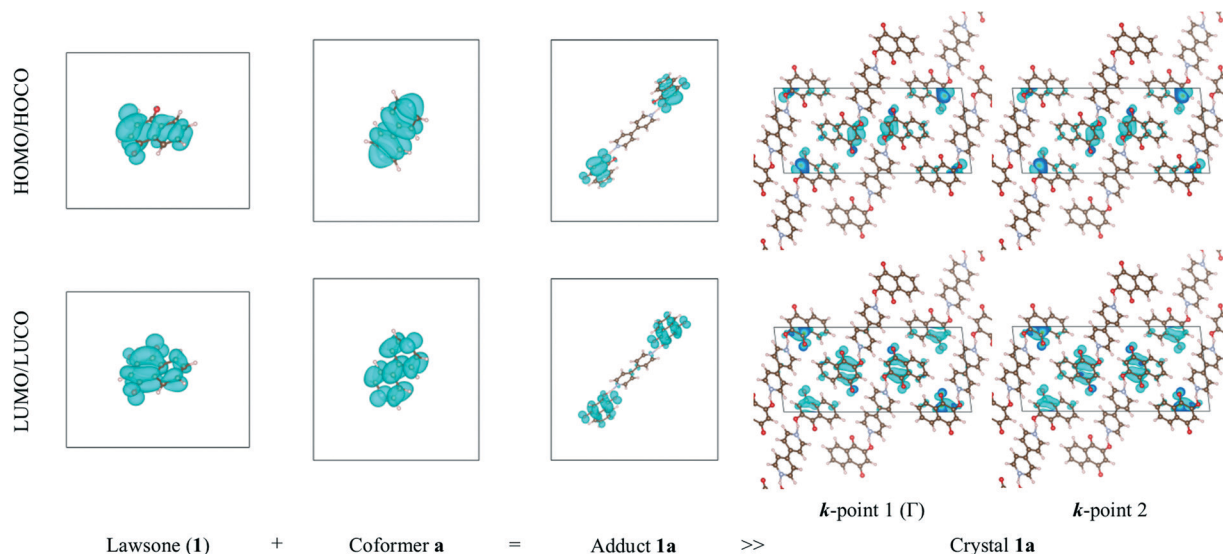 HOMO/HOCO
LUMO/LUCO
k-point 1 (Γ) k-point 2
Lawsone (1) + Coformer a = Adduct 1a >> Crystal 1a